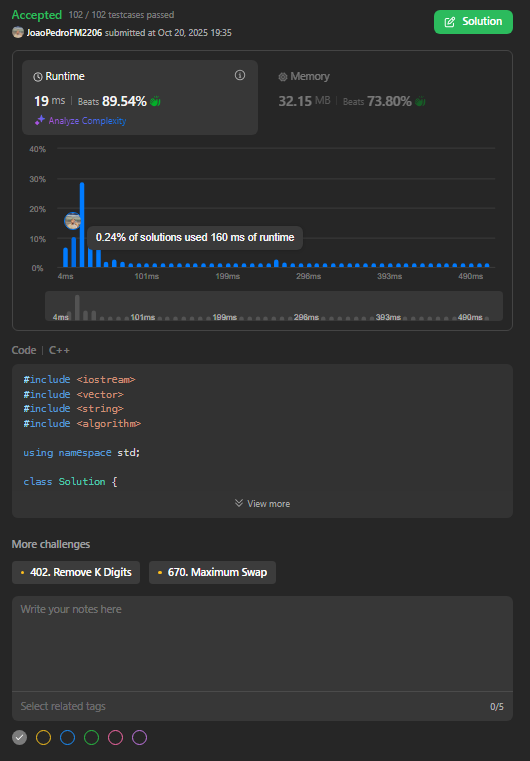 Accepted 102 / 102 testcases passed
JoaoPedroFM2206 submitted at Oct 20, 2025 19:35
Solution
Runtime
19 ms | Beats 89.54%
Analyze Complexity
Memory
32.15 MB | Beats 73.80%
40%
30%
20%
10%
0%
0.24% of solutions used 160 ms of runtime
4ms 101ms 199ms 296ms 393ms 490ms
4ms 101ms 199ms 296ms 393ms 490ms
Code | C++
#include <iostream>
#include <vector>
#include <string>
#include <algorithm>
using namespace std;
class Solution {
View more
More challenges
402. Remove K Digits
670. Maximum Swap
Write your notes here
Select related tags
0/5